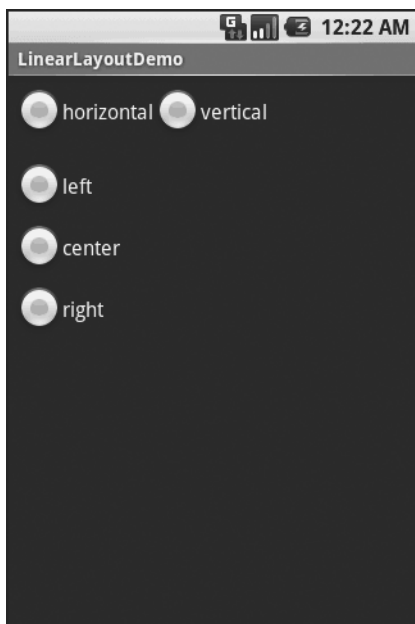 G 12:22 AM
LinearLayoutDemo
horizontal vertical
left
center
right